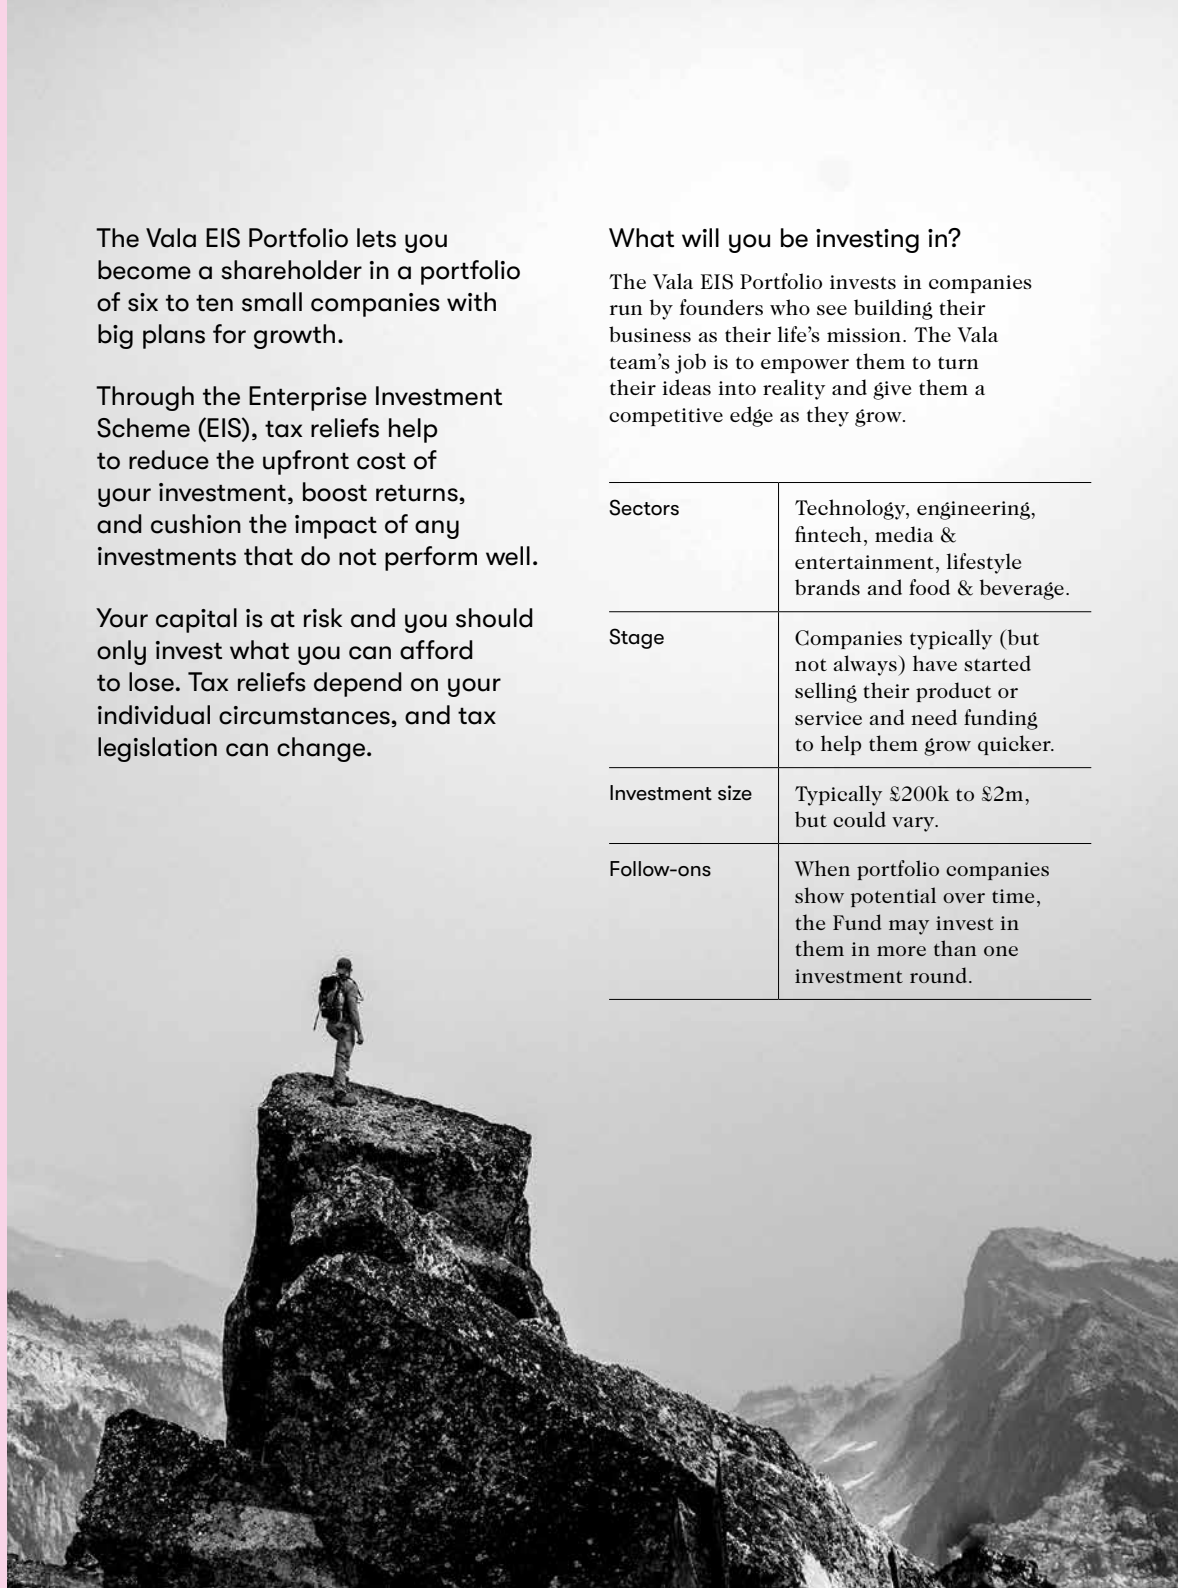 The Vala EIS Portfolio lets you
become a shareholder in a portfolio
of six to ten small companies with
big plans for growth.
Through the Enterprise Investment
Scheme (EIS), tax reliefs help
to reduce the upfront cost of
your investment, boost returns,
and cushion the impact of any
investments that do not perform well.
Your capital is at risk and you should
only invest what you can afford
to lose. Tax reliefs depend on your
individual circumstances, and tax
legislation can change.
What will you be investing in?
The Vala EIS Portfolio invests in companies
run by founders who see building their
business as their life’s mission. The Vala
team’s job is to empower them to turn
their ideas into reality and give them a
competitive edge as they grow.
Sectors
Technology, engineering,
fintech, media &
entertainment, lifestyle
brands and food & beverage.
Stage
Companies typically (but
not always) have started
selling their product or
service and need funding
to help them grow quicker.
Investment size
Typically £200k to £2m,
but could vary.
Follow-ons
When portfolio companies
show potential over time,
the Fund may invest in
them in more than one
investment round.